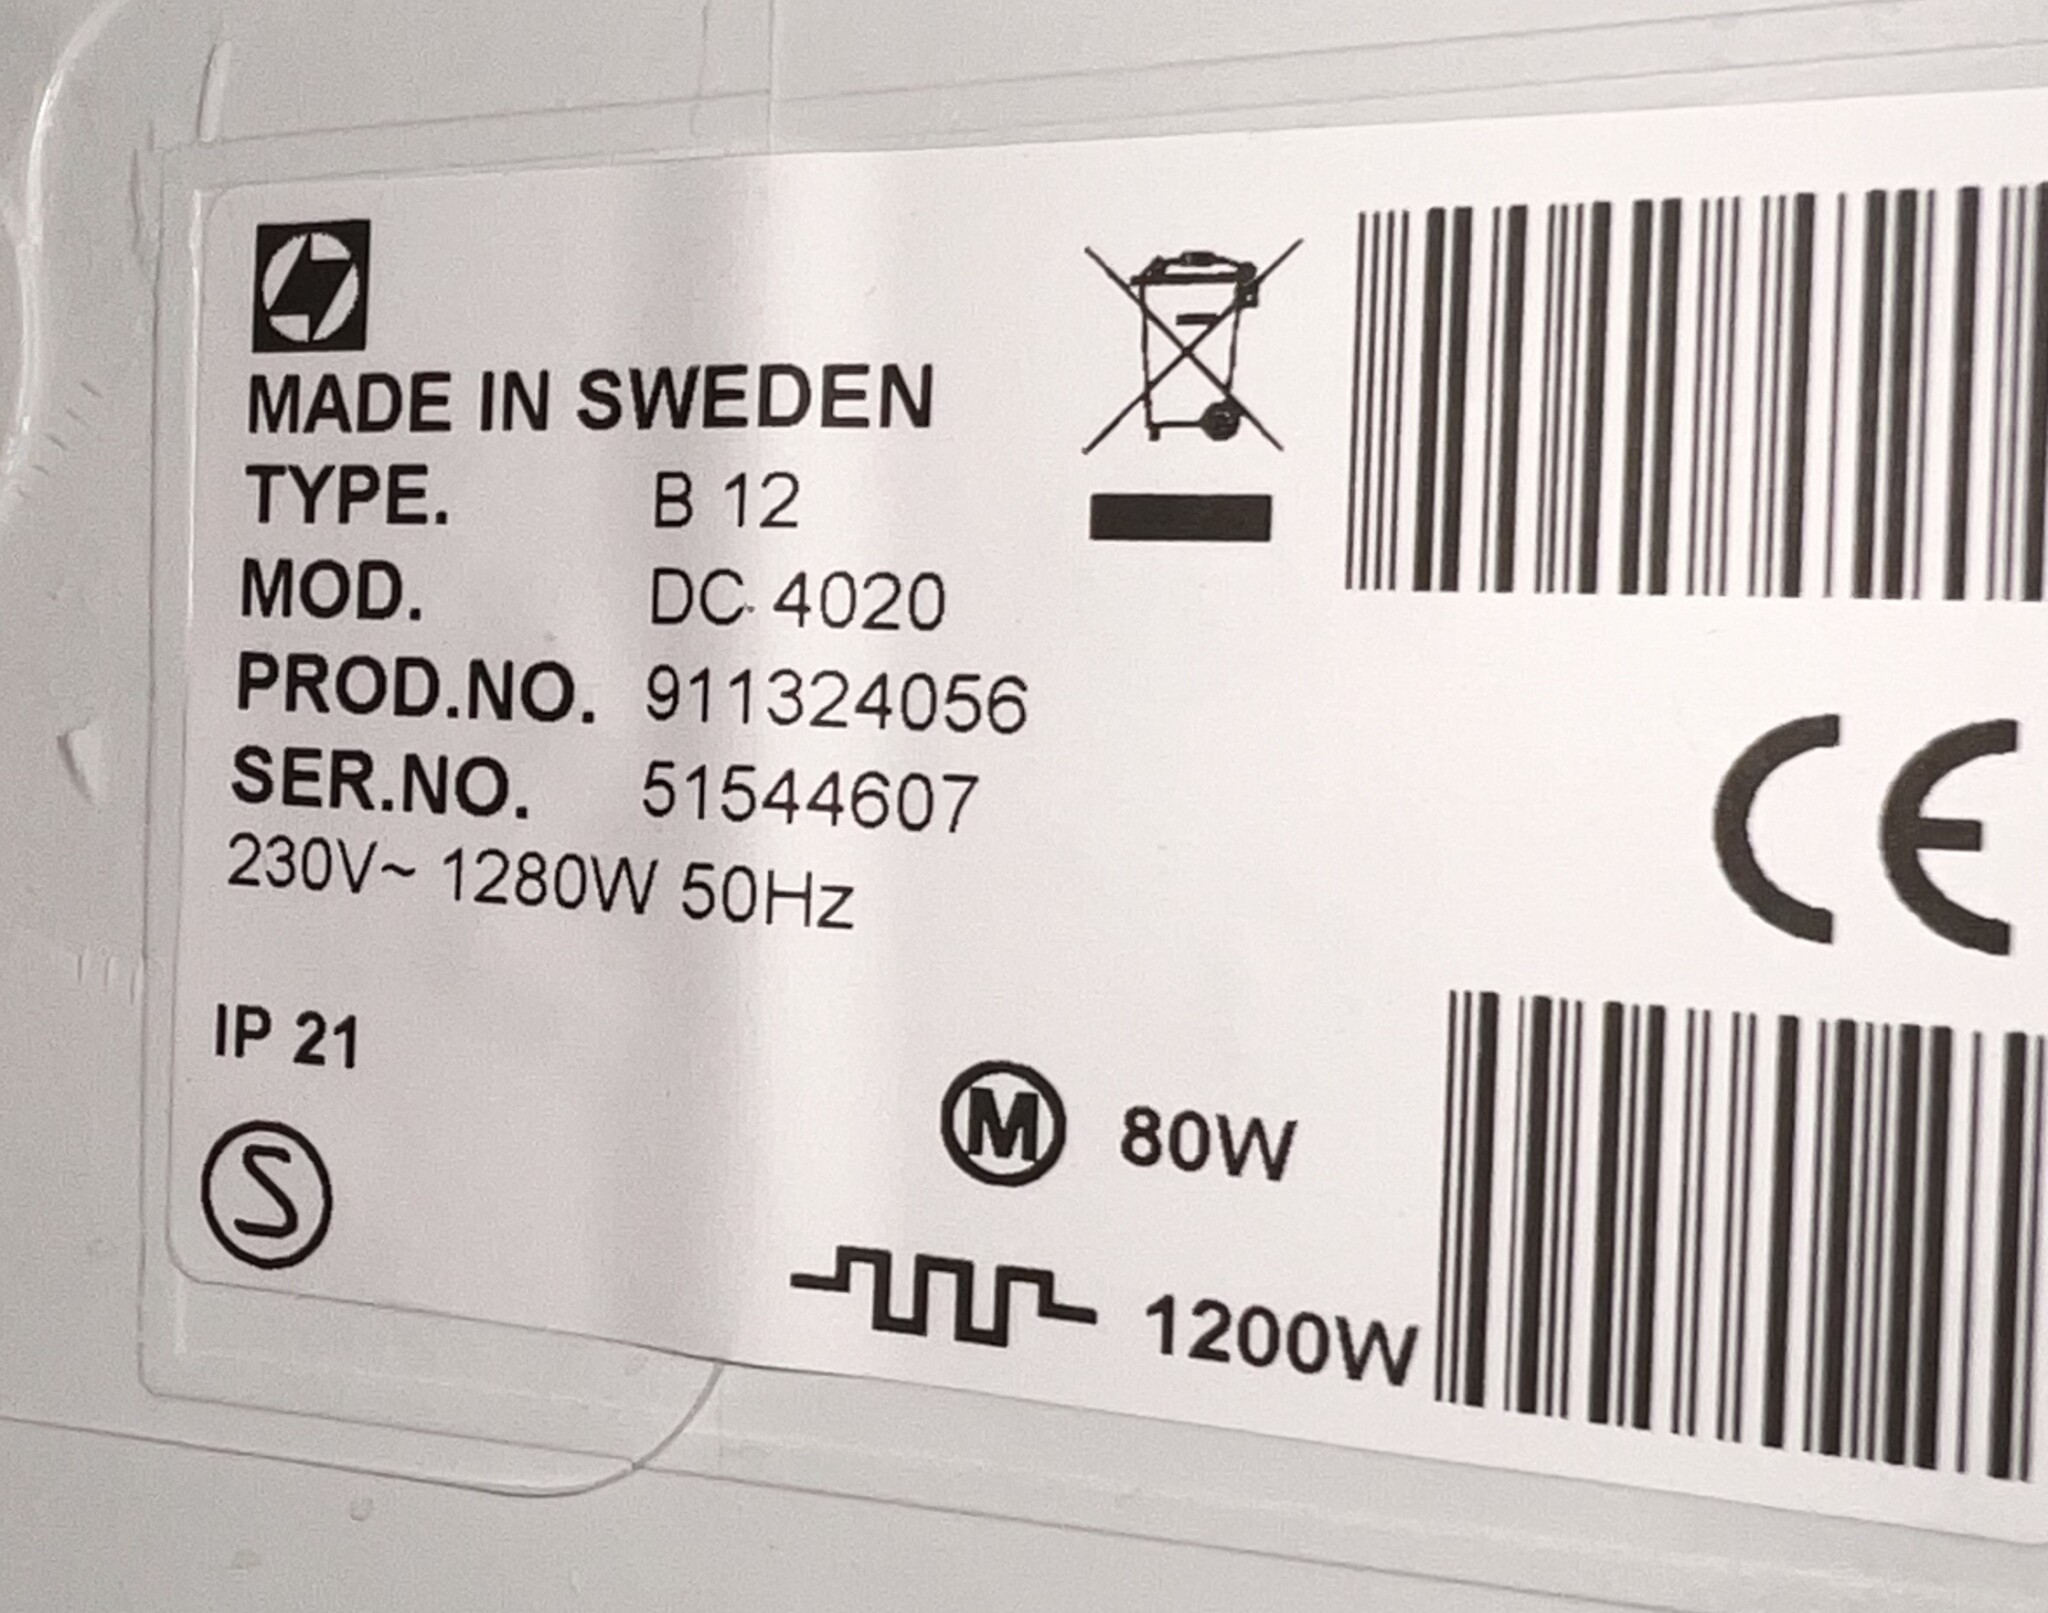 MADE IN SWEDEN
TYPE. B 12
MOD. DC 4020
PROD.NO. 911324056
SER.NO. 51544607
230V~ 1280W 50Hz
IP 21
S
M 80W
1200W
CE